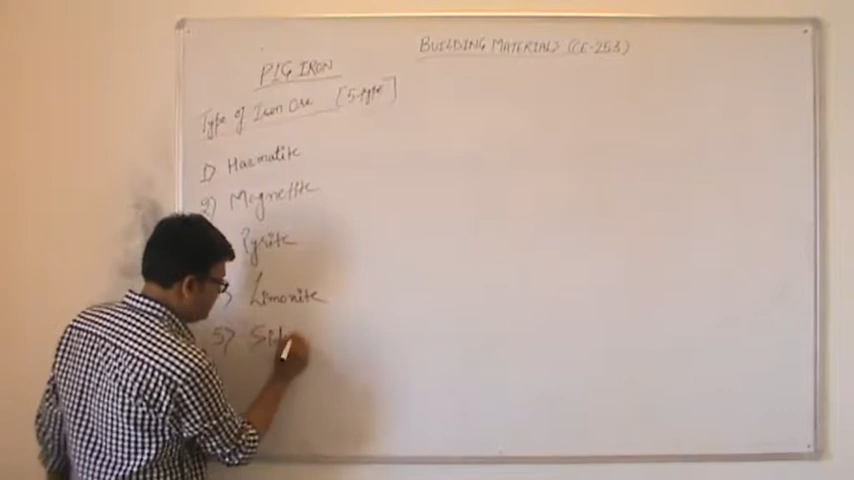 BUILDING MATERIALS (CE-253)
PIG IRON
Type of Iron Ore [5-type]
1) Haematite
2) Magnetite
Pyrite
) Limonite
5) Sid